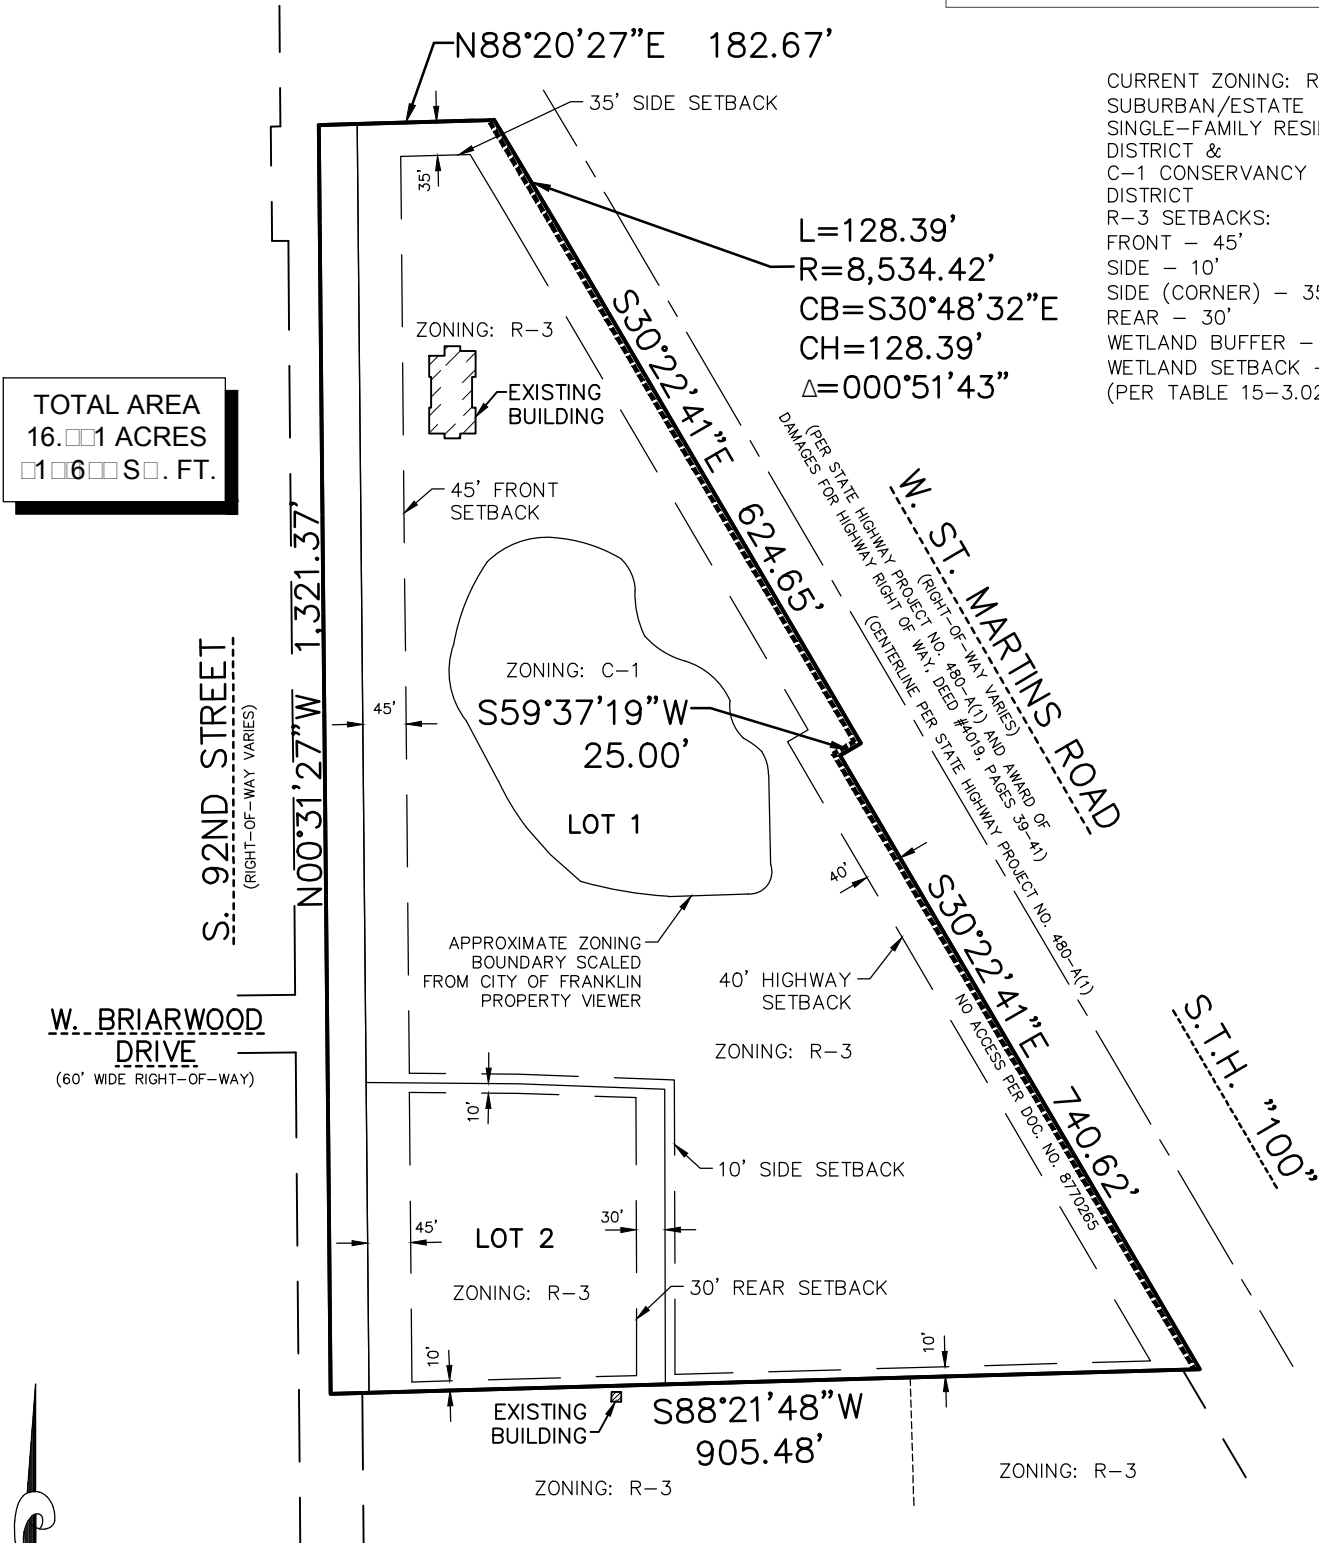 N88°20'27"E 182.67'
35' SIDE SETBACK
35'
CURRENT ZONING: R
SUBURBAN/ESTATE
SINGLE-FAMILY RESI
DISTRICT &
C-1 CONSERVANCY
DISTRICT
R-3 SETBACKS:
FRONT - 45'
SIDE - 10'
SIDE (CORNER) - 35
REAR - 30'
WETLAND BUFFER -
WETLAND SETBACK -
(PER TABLE 15-3.02
L=128.39'
R=8,534.42'
CB=S30°48'32"E
CH=128.39'
Δ=000°51'43"
S30°22'41"E 624.65'
ZONING: R-3
EXISTING
BUILDING
TOTAL AREA
16.□□1 ACRES
□1□6□□ S□. FT.
45' FRONT
SETBACK
N00°31'27"W 1,321.37'
S. 92ND STREET
(RIGHT-OF-WAY VARIES)
45'
ZONING: C-1
S59°37'19"W
25.00'
LOT 1
W. ST. MARTINS ROAD
(RIGHT-OF-WAY VARIES)
(PER STATE HIGHWAY PROJECT NO. 480-A(1) AND AWARD OF
DAMAGES FOR HIGHWAY RIGHT OF WAY, DEED #4019, PAGES 39-41)
(CENTERLINE PER STATE HIGHWAY PROJECT NO. 480-A(1)
40'
APPROXIMATE ZONING
BOUNDARY SCALED
FROM CITY OF FRANKLIN
PROPERTY VIEWER
40' HIGHWAY
SETBACK
ZONING: R-3
S30°22'41"E 740.62'
NO ACCESS PER DOC. NO. 8770265
S.T.H. "100"
W. BRIARWOOD
DRIVE
(60' WIDE RIGHT-OF-WAY)
10'
10' SIDE SETBACK
45'
LOT 2
30'
ZONING: R-3
30' REAR SETBACK
10'
10'
EXISTING
BUILDING
S88°21'48"W
905.48'
ZONING: R-3
ZONING: R-3